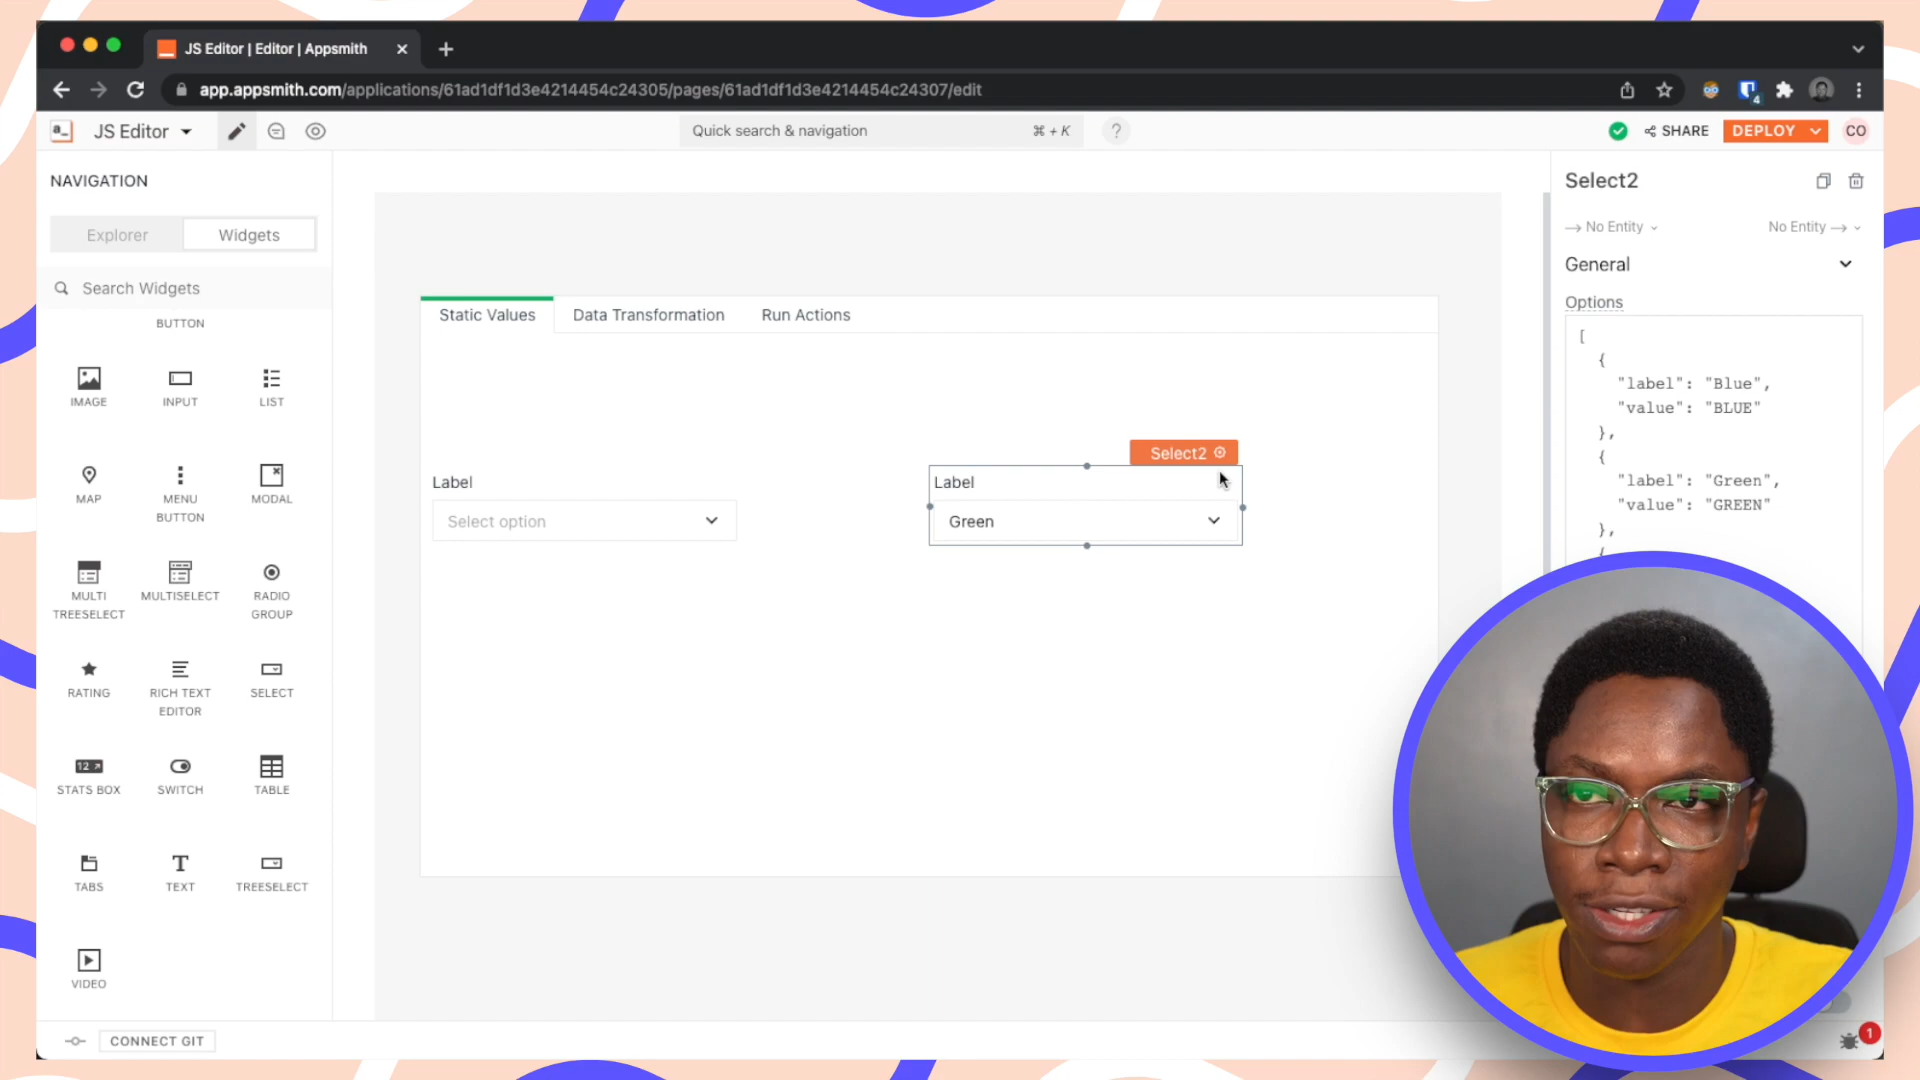 JS Editor | Editor | Appsmith
app.appsmith.com/applications/61ad1df1d3e4214454c24305/pages/61ad1df1d3e4214454c24307/edit
4
a_ JS Editor
Quick search & navigation ⌘ + K ?
SHARE DEPLOY CO
NAVIGATION
Explorer Widgets
Search Widgets
BUTTON
IMAGE INPUT LIST
MAP MENU BUTTON MODAL
MULTI TREESELECT MULTISELECT RADIO GROUP
RATING RICH TEXT EDITOR SELECT
12
STATS BOX SWITCH TABLE
TABS TEXT TREESELECT
VIDEO
CONNECT GIT
Static Values Data Transformation Run Actions
Label
Select option
Select2
Label
Green
Select2
No Entity No Entity
General
Options
[
{
"label": "Blue",
"value": "BLUE"
},
{
"label": "Green",
"value": "GREEN"
},
{
1